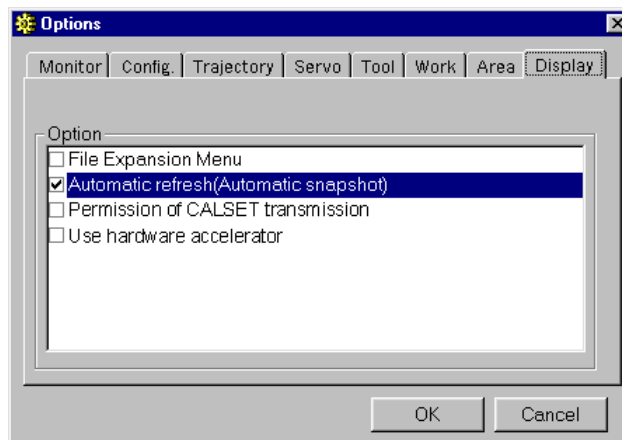 Options
Monitor Config. Trajectory Servo Tool Work Area Display
Option
File Expansion Menu
Automatic refresh(Automatic snapshot)
Permission of CALSET transmission
Use hardware accelerator
OK Cancel